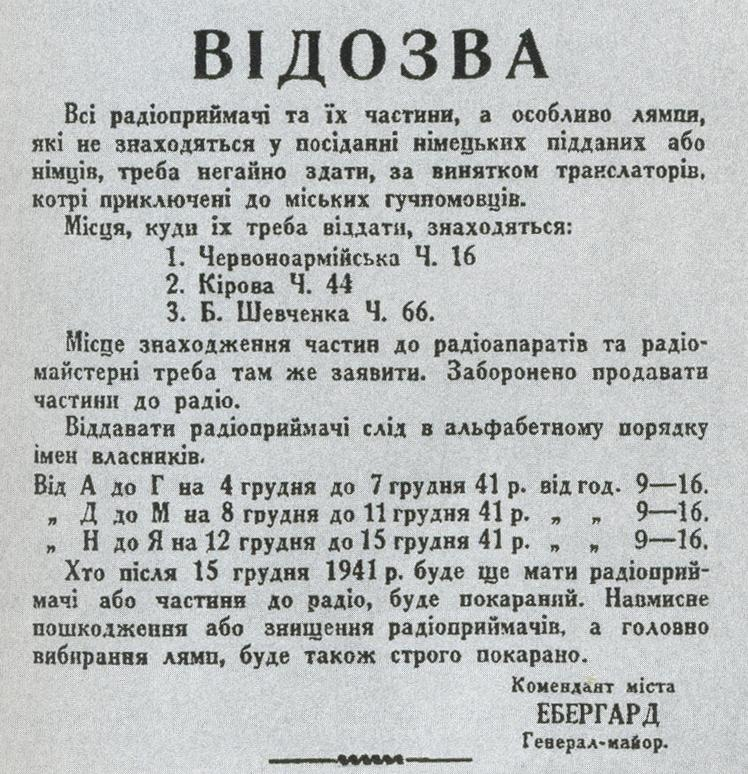 ВІДОЗВА
Всі радіоприймачі та їх частини, а особливо лямпи,
які не знаходяться у посіданні німецьких підданих або
німців, треба негайно здати, за винятком трансляторів,
котрі приключені до міських гучномовців.
Місця, куди їх треба віддати, знаходяться:
1. Червоноармійська Ч. 16
2. Кірова Ч. 44
3. Б. Шевченка Ч. 66.
Місце знаходження частин до радіоапаратів та радіо-
майстерні треба там же заявити. Заборонено продавати
частини до радіо.
Віддавати радіоприймачі слід в альфабетному порядку
імен власників.
Від А до Г на 4 грудня до 7 грудня 41 р. від год. 9—16.
„ Д до М на 8 грудня до 11 грудня 41 р. „ „ 9—16.
„ Н до Я на 12 грудня до 15 грудня 41 р. „ „ 9—16.
Хто після 15 грудня 1941 р. буде ще мати радіоприй-
мачі або частини до радіо, буде покараний. Навмисне
пошкодження або знищення радіоприймачів, а головно
вибирання лямп, буде також строго покарано.
Комендант міста
ЕБЕРГАРД
Генерал-майор.